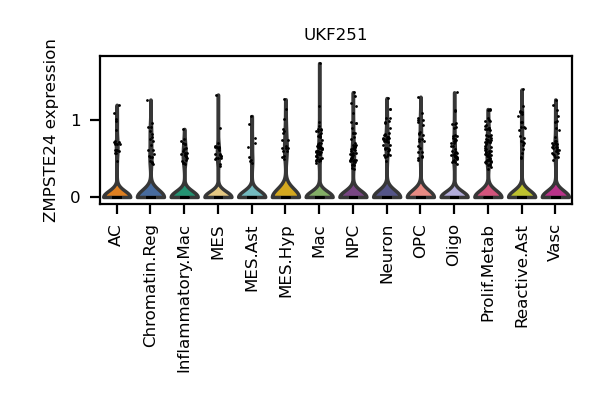 UKF251
ZMPSTE24 expression
1
0
AC
Chromatin.Reg
Inflammatory.Mac
MES
MES.Ast
MES.Hyp
Mac
NPC
Neuron
OPC
Oligo
Prolif.Metab
Reactive.Ast
Vasc